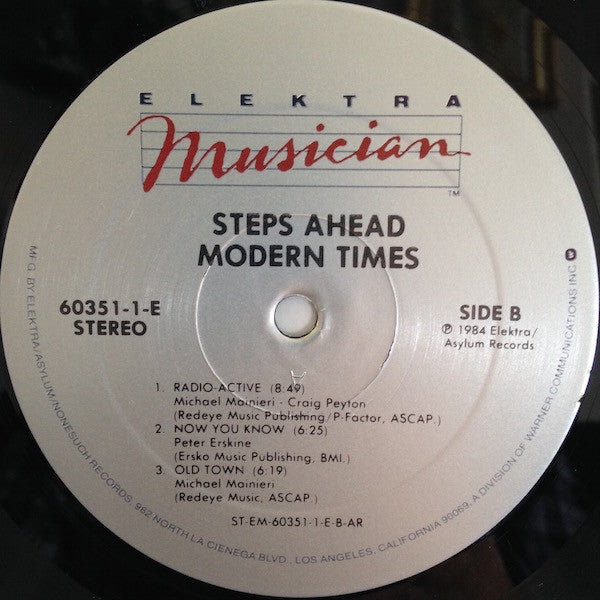 ELEKTRA
Musician
TM
STEPS AHEAD
MODERN TIMES
60351-1-E
STEREO
SIDE B
℗ 1984 Elektra/
Asylum Records
1. RADIO-ACTIVE (8:49)
Michael Mainieri - Craig Peyton
(Redeye Music Publishing/P-Factor, ASCAP.)
2. NOW YOU KNOW (6:25)
Peter Erskine
(Ersko Music Publishing, BMI.)
3. OLD TOWN (6:19)
Michael Mainieri
(Redeye Music, ASCAP.)
ST-EM-60351-1-E-B-AR
MFG. BY ELEKTRA/ASYLUM/NONESUCH RECORDS, 962 NORTH LA CIENEGA BLVD., LOS ANGELES, CALIFORNIA 90069. A DIVISION OF WARNER COMMUNICATIONS INC.